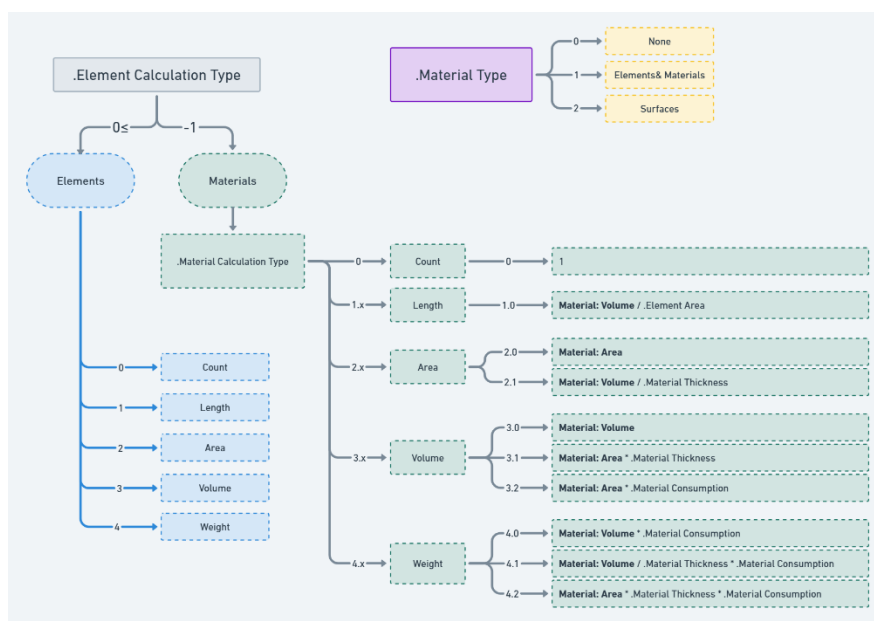 .Element Calculation Type
.Material Type
0
None
1
Elements& Materials
2
Surfaces
0≤
-1
Elements
Materials
.Material Calculation Type
0
Count
0
1
1.x
Length
1.0
Material: Volume / .Element Area
2.x
Area
2.0
Material: Area
2.1
Material: Volume / .Material Thickness
3.x
Volume
3.0
Material: Volume
3.1
Material: Area * .Material Thickness
3.2
Material: Area * .Material Consumption
4.x
Weight
4.0
Material: Volume * .Material Consumption
4.1
Material: Volume / .Material Thickness * .Material Consumption
4.2
Material: Area * .Material Thickness * .Material Consumption
0
Count
1
Length
2
Area
3
Volume
4
Weight